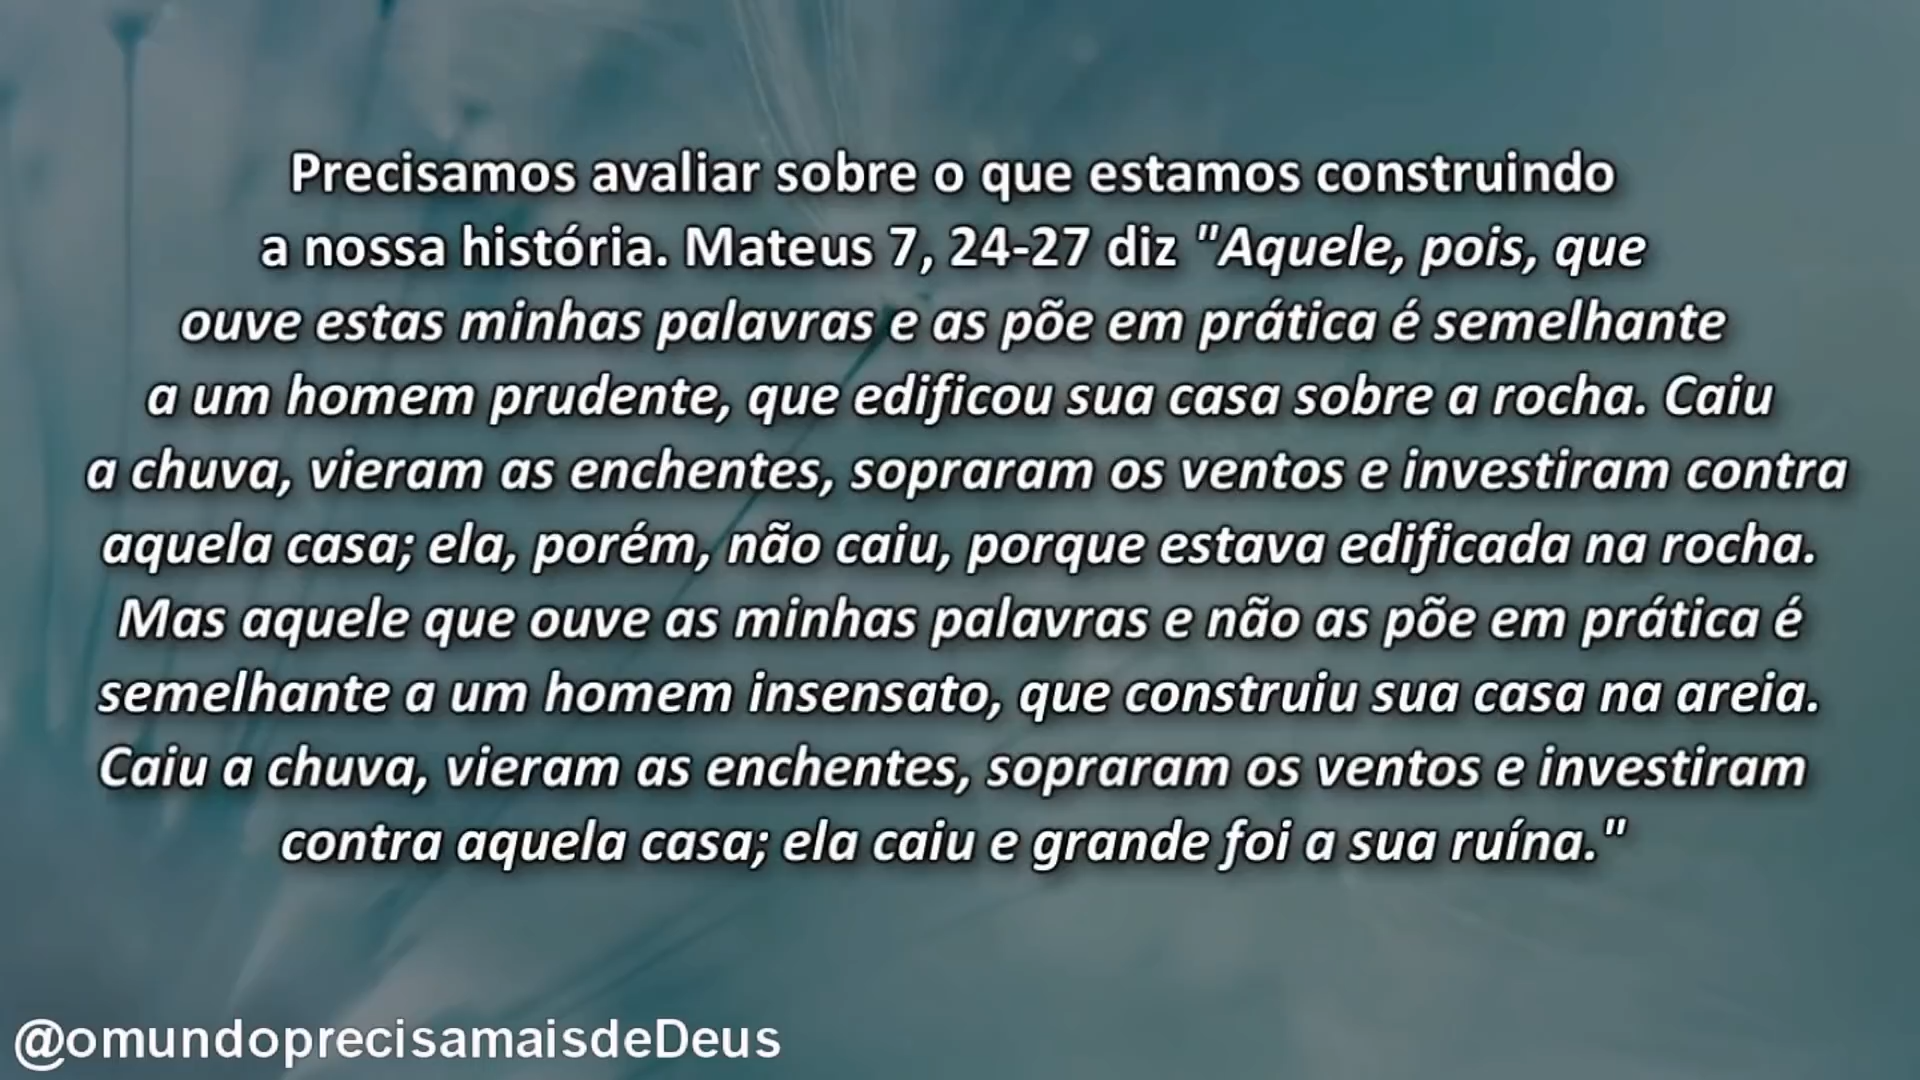 Precisamos avaliar sobre o que estamos construindo
a nossa história. Mateus 7, 24-27 diz "Aquele, pois, que
ouve estas minhas palavras e as põe em prática é semelhante
a um homem prudente, que edificou sua casa sobre a rocha. Caiu
a chuva, vieram as enchentes, sopraram os ventos e investiram contra
aquela casa; ela, porém, não caiu, porque estava edificada na rocha.
Mas aquele que ouve as minhas palavras e não as põe em prática é
semelhante a um homem insensato, que construiu sua casa na areia.
Caiu a chuva, vieram as enchentes, sopraram os ventos e investiram
contra aquela casa; ela caiu e grande foi a sua ruína."
@omundoprecisamaisdeDeus